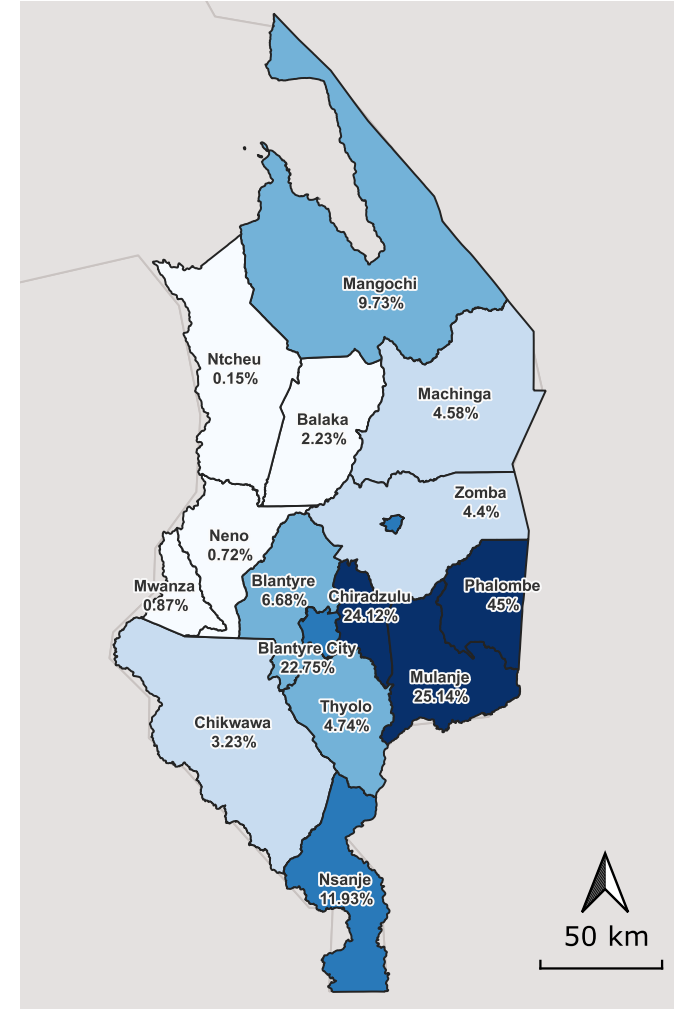 Mangochi
9.73%
Ntcheu
0.15%
Machinga
4.58%
Balaka
2.23%
Zomba
4.4%
Neno
0.72%
Blantyre
6.68%
Mwanza
0.87%
Chiradzulu
24.12%
Phalombe
45%
Blantyre City
22.75%
Mulanje
25.14%
Thyolo
4.74%
Chikwawa
3.23%
Nsanje
11.93%
50 km